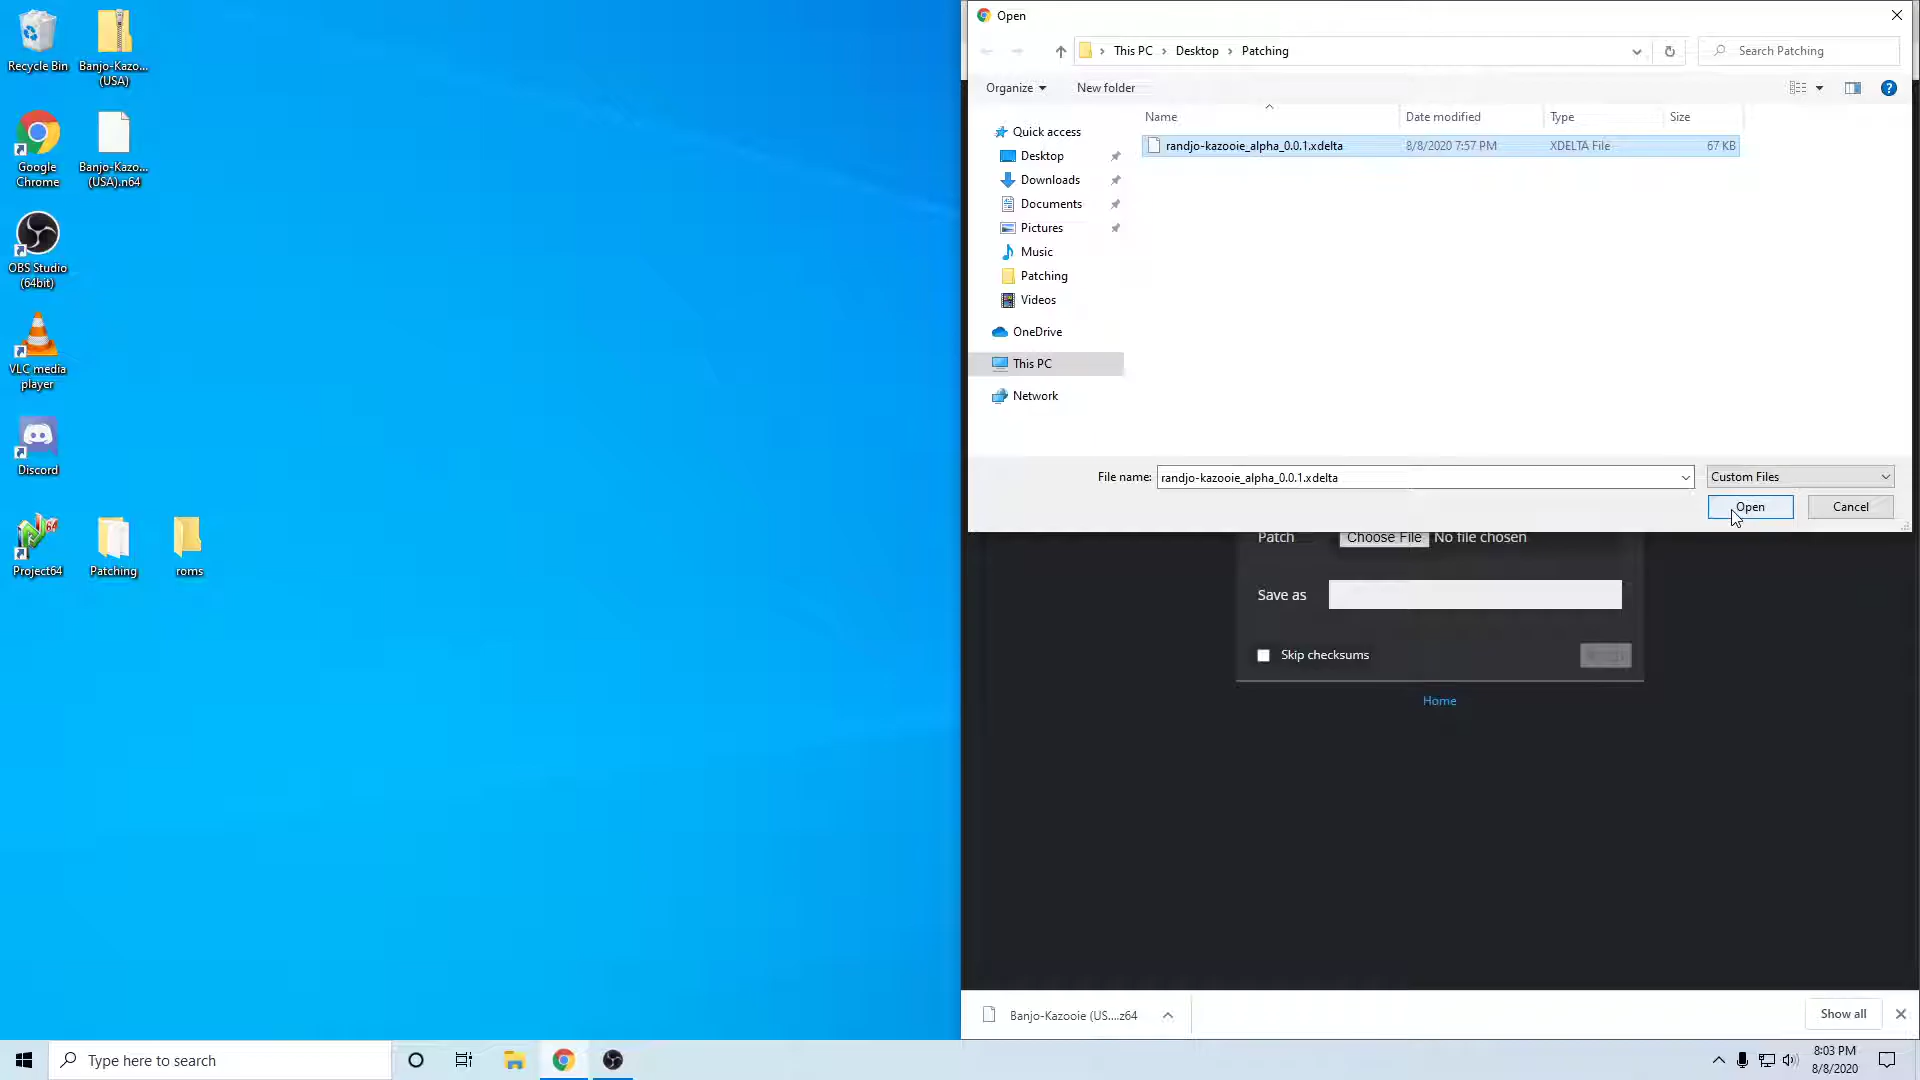 Recycle Bin
Banjo-Kazo...
(USA)
Google
Chrome
Banjo-Kazo...
(USA).n64
OBS Studio
(64bit)
VLC media
player
Discord
Project64
Patching
roms
Open
This PC > Desktop > Patching
Search Patching
Organize
New folder
Name
Date modified
Type
Size
randjo-kazooie_alpha_0.0.1.xdelta
8/8/2020 7:57 PM
XDELTA File
67 KB
Quick access
Desktop
Downloads
Documents
Pictures
Music
Patching
Videos
OneDrive
This PC
Network
File name:
randjo-kazooie_alpha_0.0.1.xdelta
Custom Files
Open
Cancel
Patch
Choose File
No file chosen
Save as
Skip checksums
Home
Banjo-Kazooie (US....z64
Show all
Type here to search
8:03 PM
8/8/2020